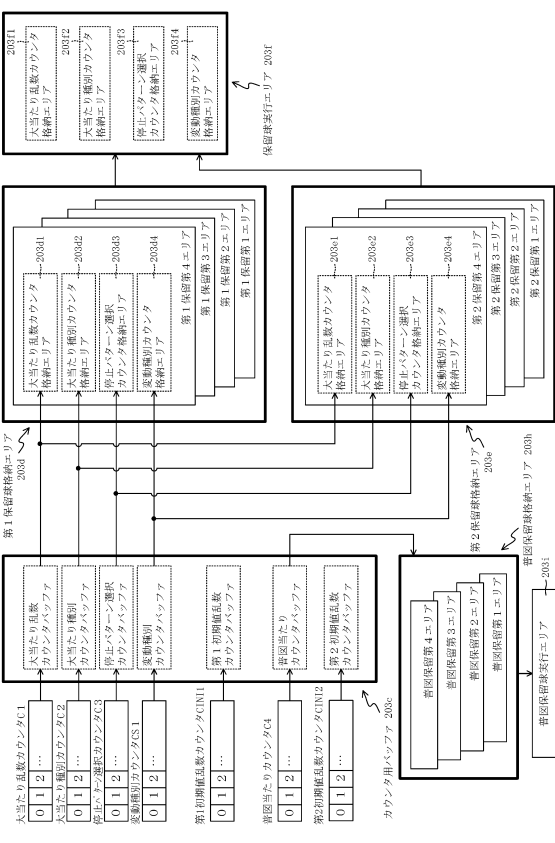 大当たり乱数カウンタC1
0 1 2 …
大当たり種別カウンタC2
0 1 2 …
停止パターン選択カウンタC3
0 1 2 …
変動種別カウンタCS1
0 1 2 …
第1初期値乱数カウンタCINI1
0 1 2 …
普図当たりカウンタC4
0 1 2 …
第2初期値乱数カウンタCINI2
0 1 2 …
大当たり乱数
カウンタバッファ
大当たり種別
カウンタバッファ
停止パターン選択
カウンタバッファ
変動種別
カウンタバッファ
第1初期値乱数
カウンタバッファ
普図当たり
カウンタバッファ
第2初期値乱数
カウンタバッファ
カウンタ用バッファ 203c
第1保留球格納エリア
203d
大当たり乱数カウンタ
格納エリア
203d1
大当たり種別カウンタ
格納エリア
203d2
停止パターン選択
カウンタ格納エリア
203d3
変動種別カウンタ
格納エリア
203d4
第1保留第4エリア
第1保留第3エリア
第1保留第2エリア
第1保留第1エリア
大当たり乱数カウンタ
格納エリア
203e1
大当たり種別カウンタ
格納エリア
203e2
停止パターン選択
カウンタ格納エリア
203e3
変動種別カウンタ
格納エリア
203e4
第2保留第4エリア
第2保留第3エリア
第2保留第2エリア
第2保留第1エリア
第2保留球格納エリア
203e
大当たり乱数カウンタ
格納エリア
203f1
大当たり種別カウンタ
格納エリア
203f2
停止パターン選択
カウンタ格納エリア
203f3
変動種別カウンタ
格納エリア
203f4
保留球実行エリア 203f
普図保留球格納エリア 203h
普図保留第4エリア
普図保留第3エリア
普図保留第2エリア
普図保留第1エリア
普図保留球実行エリア
203i